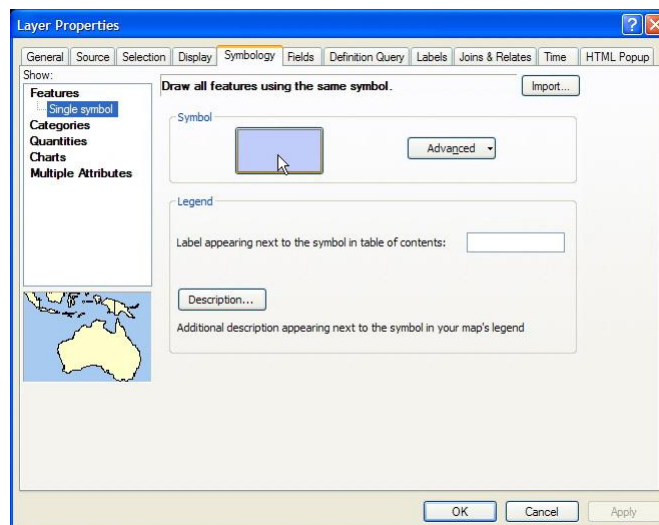 Layer Properties
General Source Selection Display Symbology Fields Definition Query Labels Joins & Relates Time HTML Popup
Show:
Features
Single symbol
Categories
Quantities
Charts
Multiple Attributes
Draw all features using the same symbol.
Import...
Symbol
Advanced
Legend
Label appearing next to the symbol in table of contents:
Description...
Additional description appearing next to the symbol in your map's legend
OK Cancel Apply